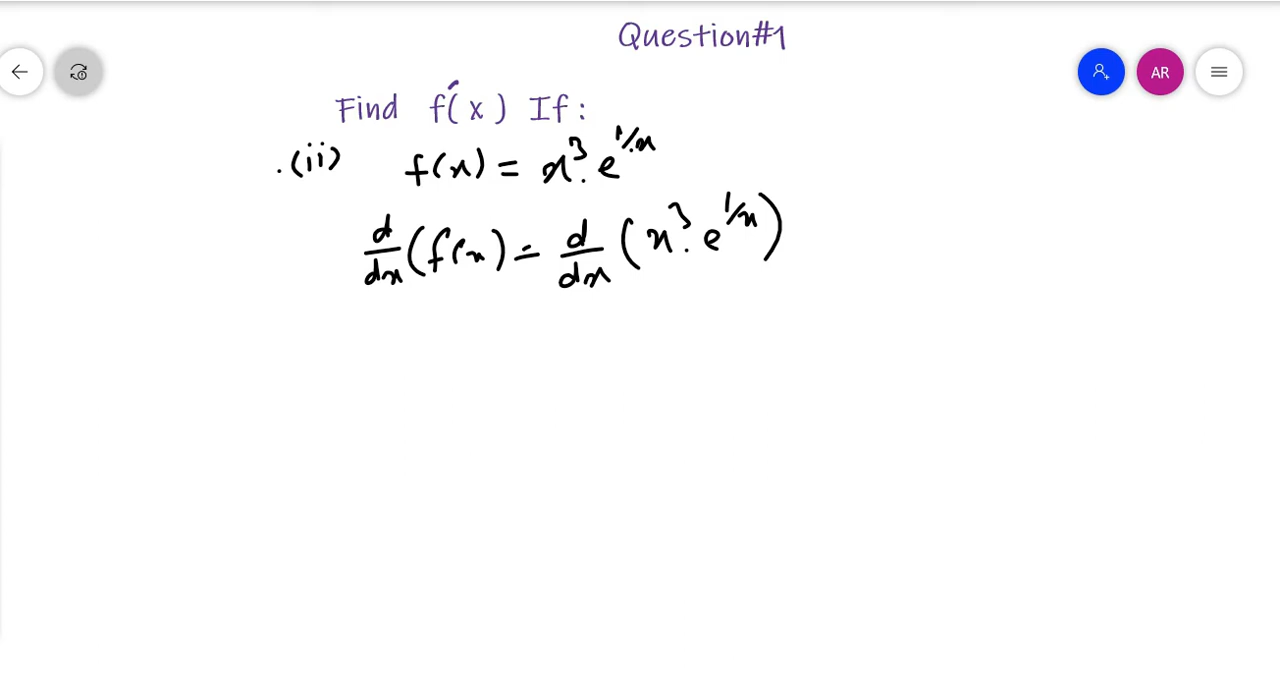 Question#1
AR
Find f'(x) If:
.(ii) f(x) = x³.e^1/x
d/dx (f(x) = d/dx (x³.e^1/x)